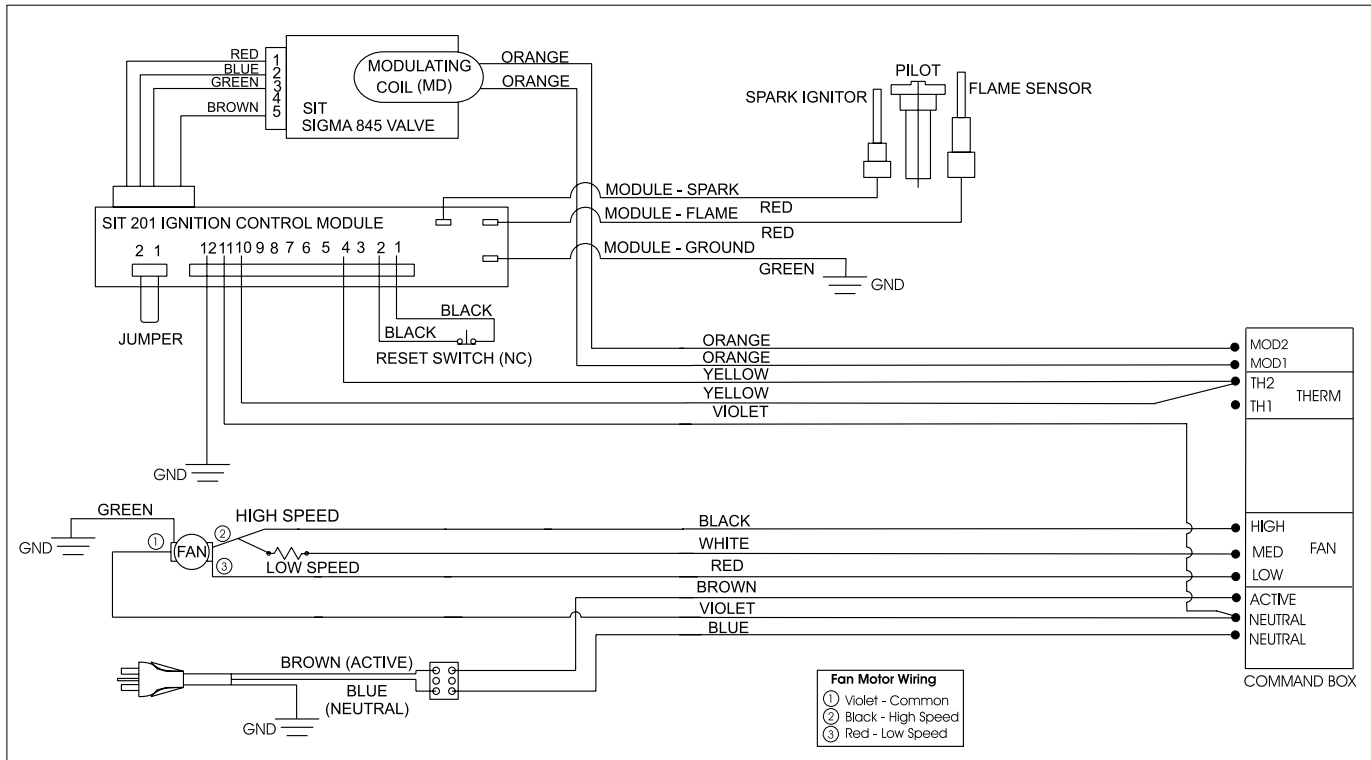 RED
BLUE
GREEN
BROWN
1
2
3
4
5
MODULATING
COIL (MD)
SIT
SIGMA 845 VALVE
ORANGE
ORANGE
SPARK IGNITOR
PILOT
FLAME SENSOR
MODULE - SPARK
RED
MODULE - FLAME
RED
MODULE - GROUND
GREEN
GND
SIT 201 IGNITION CONTROL MODULE
2 1
12 11 10 9 8 7 6 5 4 3 2 1
JUMPER
BLACK
BLACK
RESET SWITCH (NC)
ORANGE
ORANGE
YELLOW
YELLOW
VIOLET
MOD2
MOD1
TH2
TH1
THERM
GND
GREEN
GND
1
FAN
2
3
HIGH SPEED
LOW SPEED
BLACK
WHITE
RED
BROWN
VIOLET
BLUE
HIGH
MED
LOW
FAN
ACTIVE
NEUTRAL
NEUTRAL
COMMAND BOX
BROWN (ACTIVE)
BLUE
(NEUTRAL)
GND
Fan Motor Wiring
1 Violet - Common
2 Black - High Speed
3 Red - Low Speed